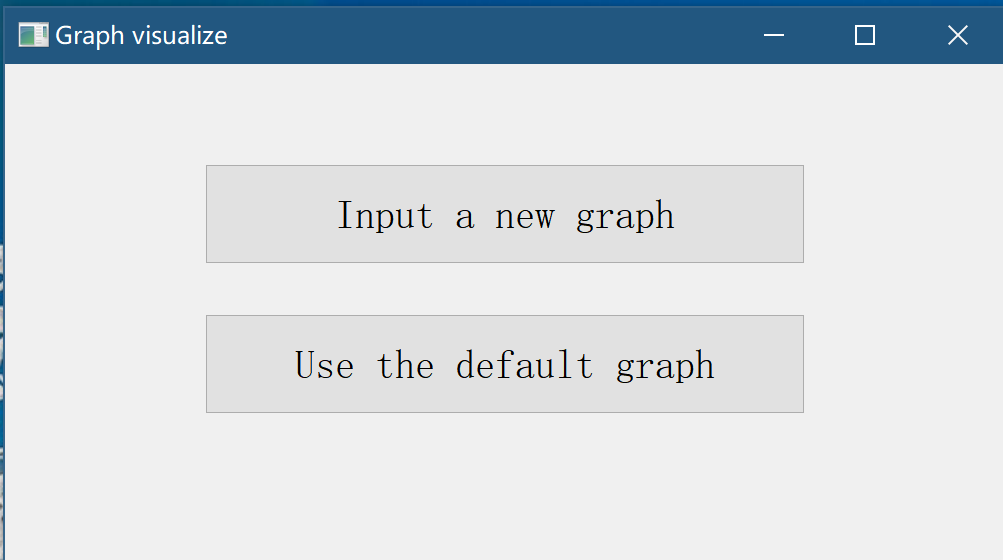 Graph visualize
Input a new graph
Use the default graph